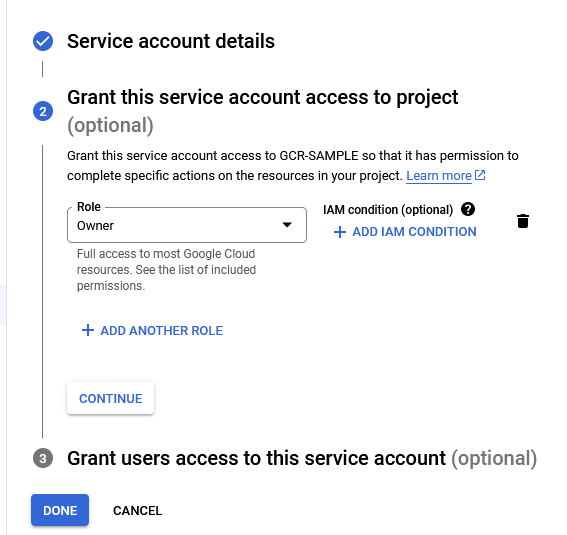 Service account details
2 Grant this service account access to project
(optional)
Grant this service account access to GCR-SAMPLE so that it has permission to
complete specific actions on the resources in your project. Learn more
Role
Owner
IAM condition (optional) ?
+ ADD IAM CONDITION
Full access to most Google Cloud
resources. See the list of included
permissions.
+ ADD ANOTHER ROLE
CONTINUE
3 Grant users access to this service account (optional)
DONE CANCEL